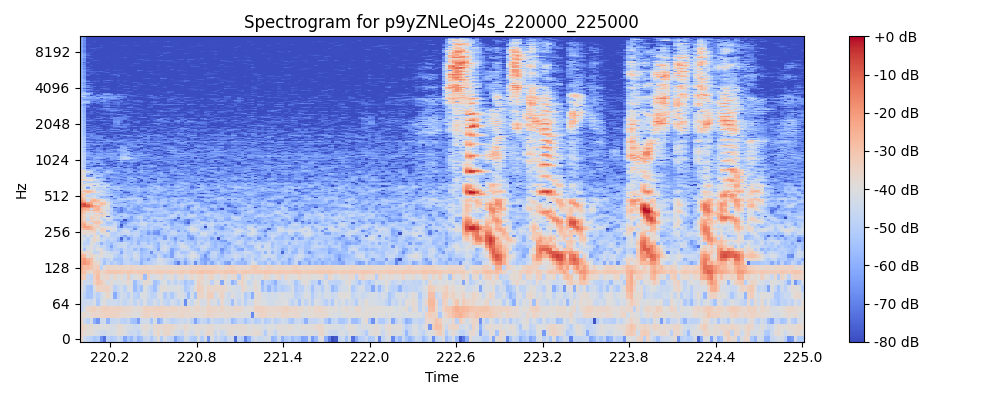 Spectrogram for p9yZNLeOj4s_220000_225000
8192
4096
2048
1024
512
256
128
64
0
Hz
220.2 220.8 221.4 222.0 222.6 223.2 223.8 224.4 225.0
Time
+0 dB
-10 dB
-20 dB
-30 dB
-40 dB
-50 dB
-60 dB
-70 dB
-80 dB